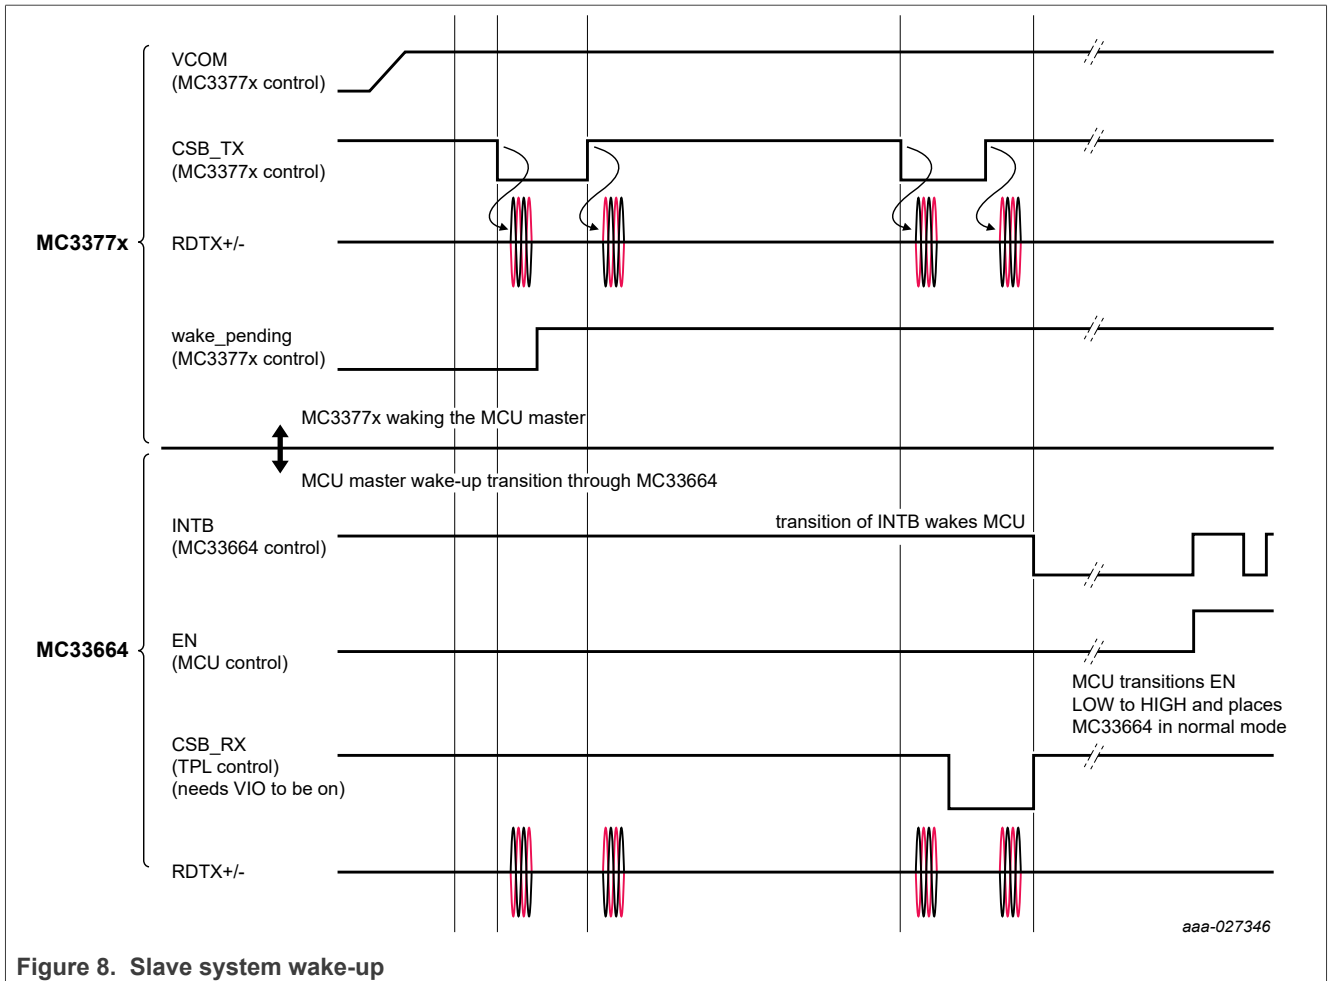 VCOM
(MC3377x control)
CSB_TX
(MC3377x control)
MC3377x
RDTX+/-
wake_pending
(MC3377x control)
MC3377x waking the MCU master
MCU master wake-up transition through MC33664
transition of INTB wakes MCU
INTB
(MC33664 control)
EN
(MCU control)
MC33664
MCU transitions EN
LOW to HIGH and places
MC33664 in normal mode
CSB_RX
(TPL control)
(needs VIO to be on)
RDTX+/-
aaa-027346
Figure 8. Slave system wake-up